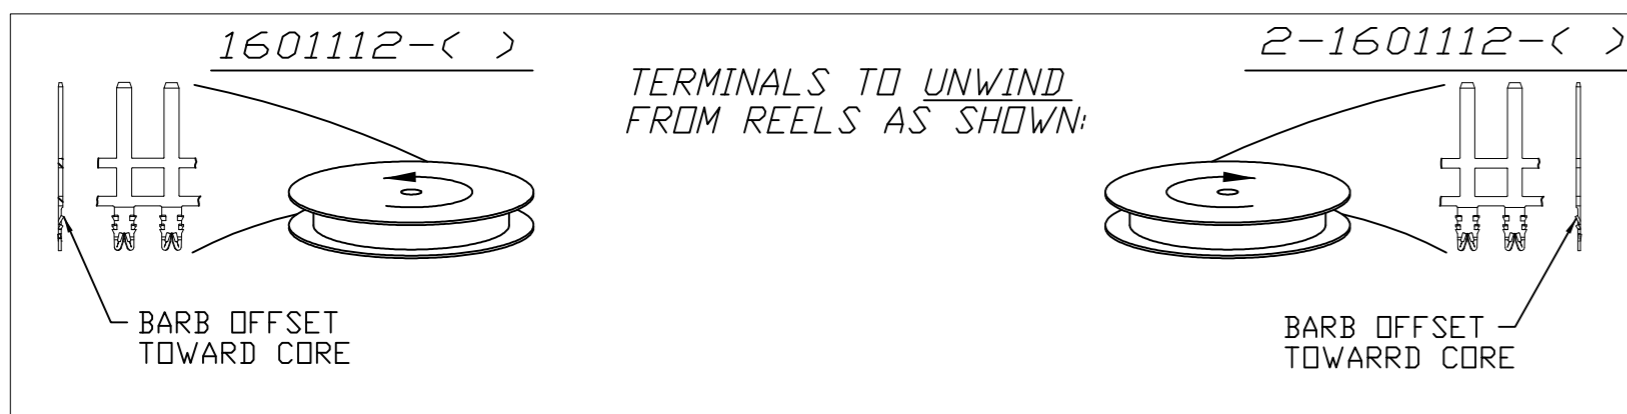 1601112-( )
2-1601112-( )
TERMINALS TO UNWIND
FROM REELS AS SHOWN:
BARB OFFSET
TOWARD CORE
BARB OFFSET
TOWARRD CORE